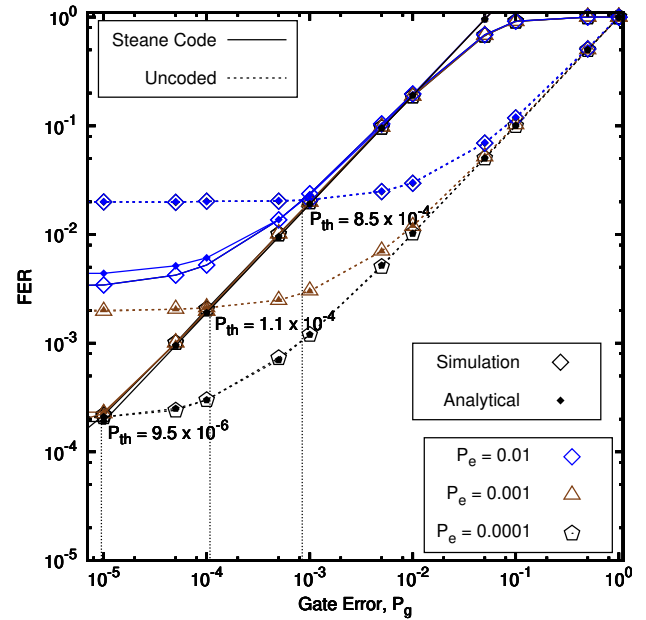 10^0
10^-1
10^-2
10^-3
10^-4
10^-5
FER
Steane Code
Uncoded
P_th = 8.5 x 10^-4
P_th = 1.1 x 10^-4
P_th = 9.5 x 10^-6
Simulation
Analytical
P_e = 0.01
P_e = 0.001
P_e = 0.0001
10^-5 10^-4 10^-3 10^-2 10^-1 10^0
Gate Error, P_g